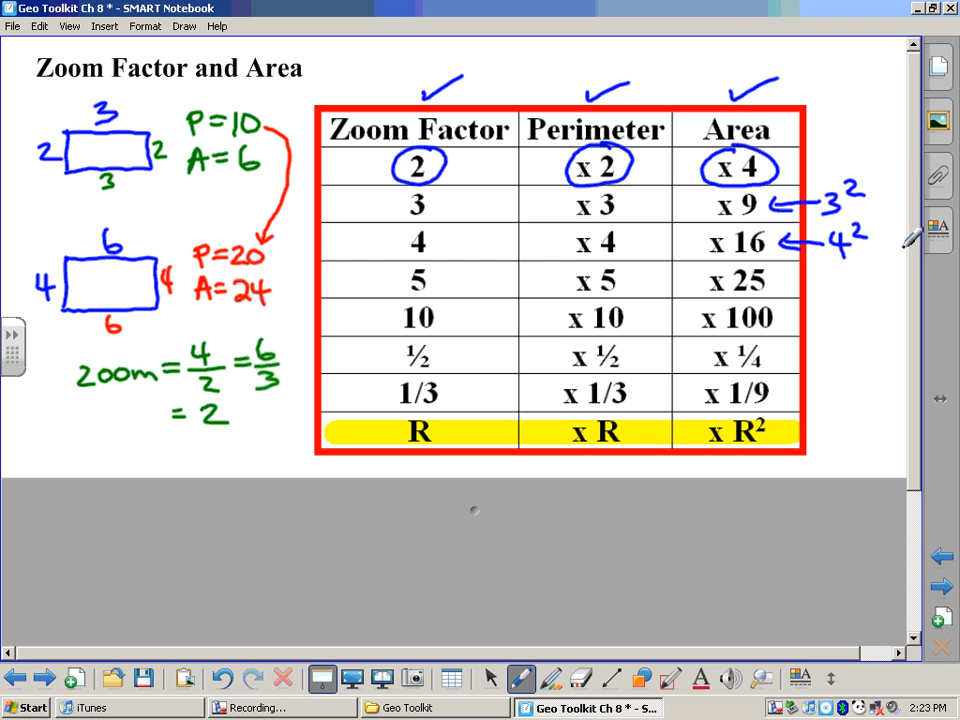 Geo Toolkit Ch 8 * - SMART Notebook
File Edit View Insert Format Draw Help
Zoom Factor and Area
3
2 2
3
P=10
A=6
6
4 4
6
P=20
A=24
zoom = 4/2 = 6/3
= 2
Zoom Factor Perimeter Area
2 x 2 x 4
3 x 3 x 9 ← 3²
4 x 4 x 16 ← 4²
5 x 5 x 25
10 x 10 x 100
½ x ½ x ¼
1/3 x 1/3 x 1/9
R x R x R²
Start iTunes Recording... Geo Toolkit Geo Toolkit Ch 8 * - S... 2:23 PM